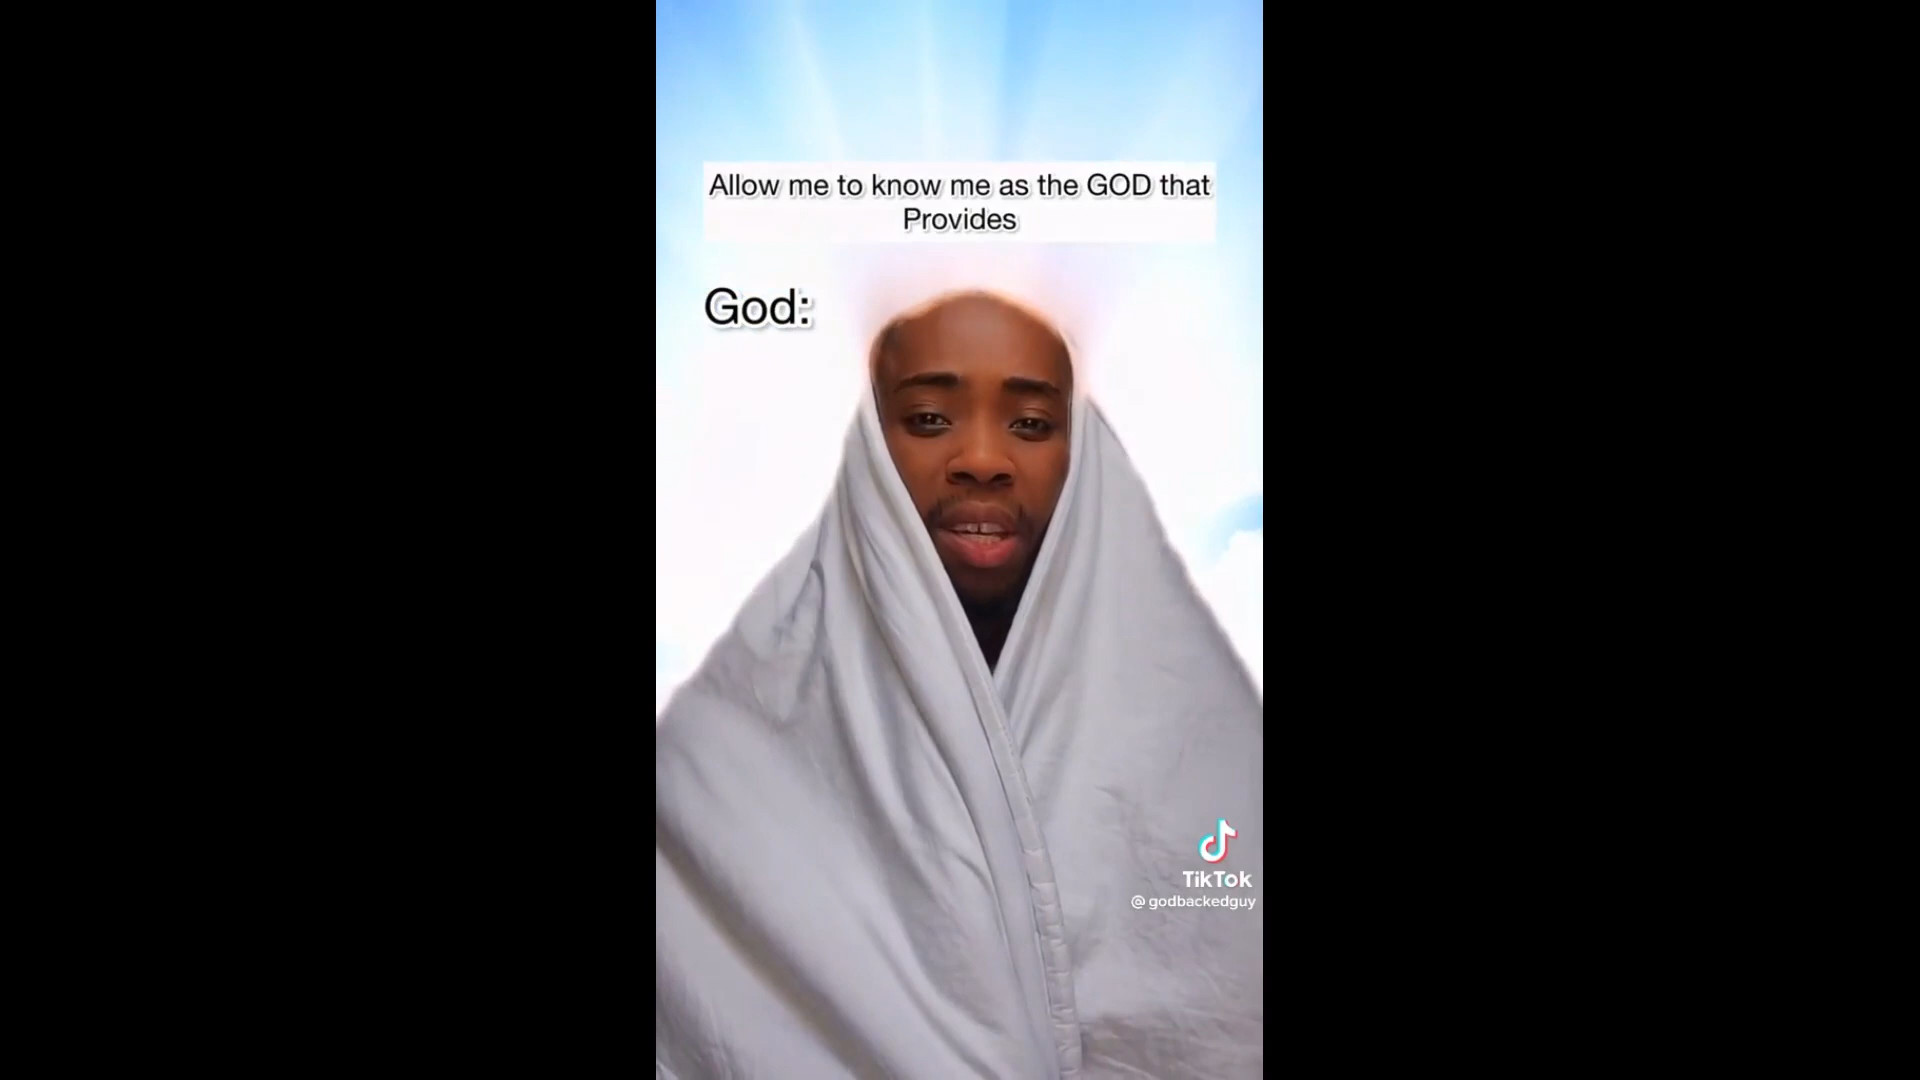 Allow me to know me as the GOD that
Provides
God:
TikTok
@godbackedguy